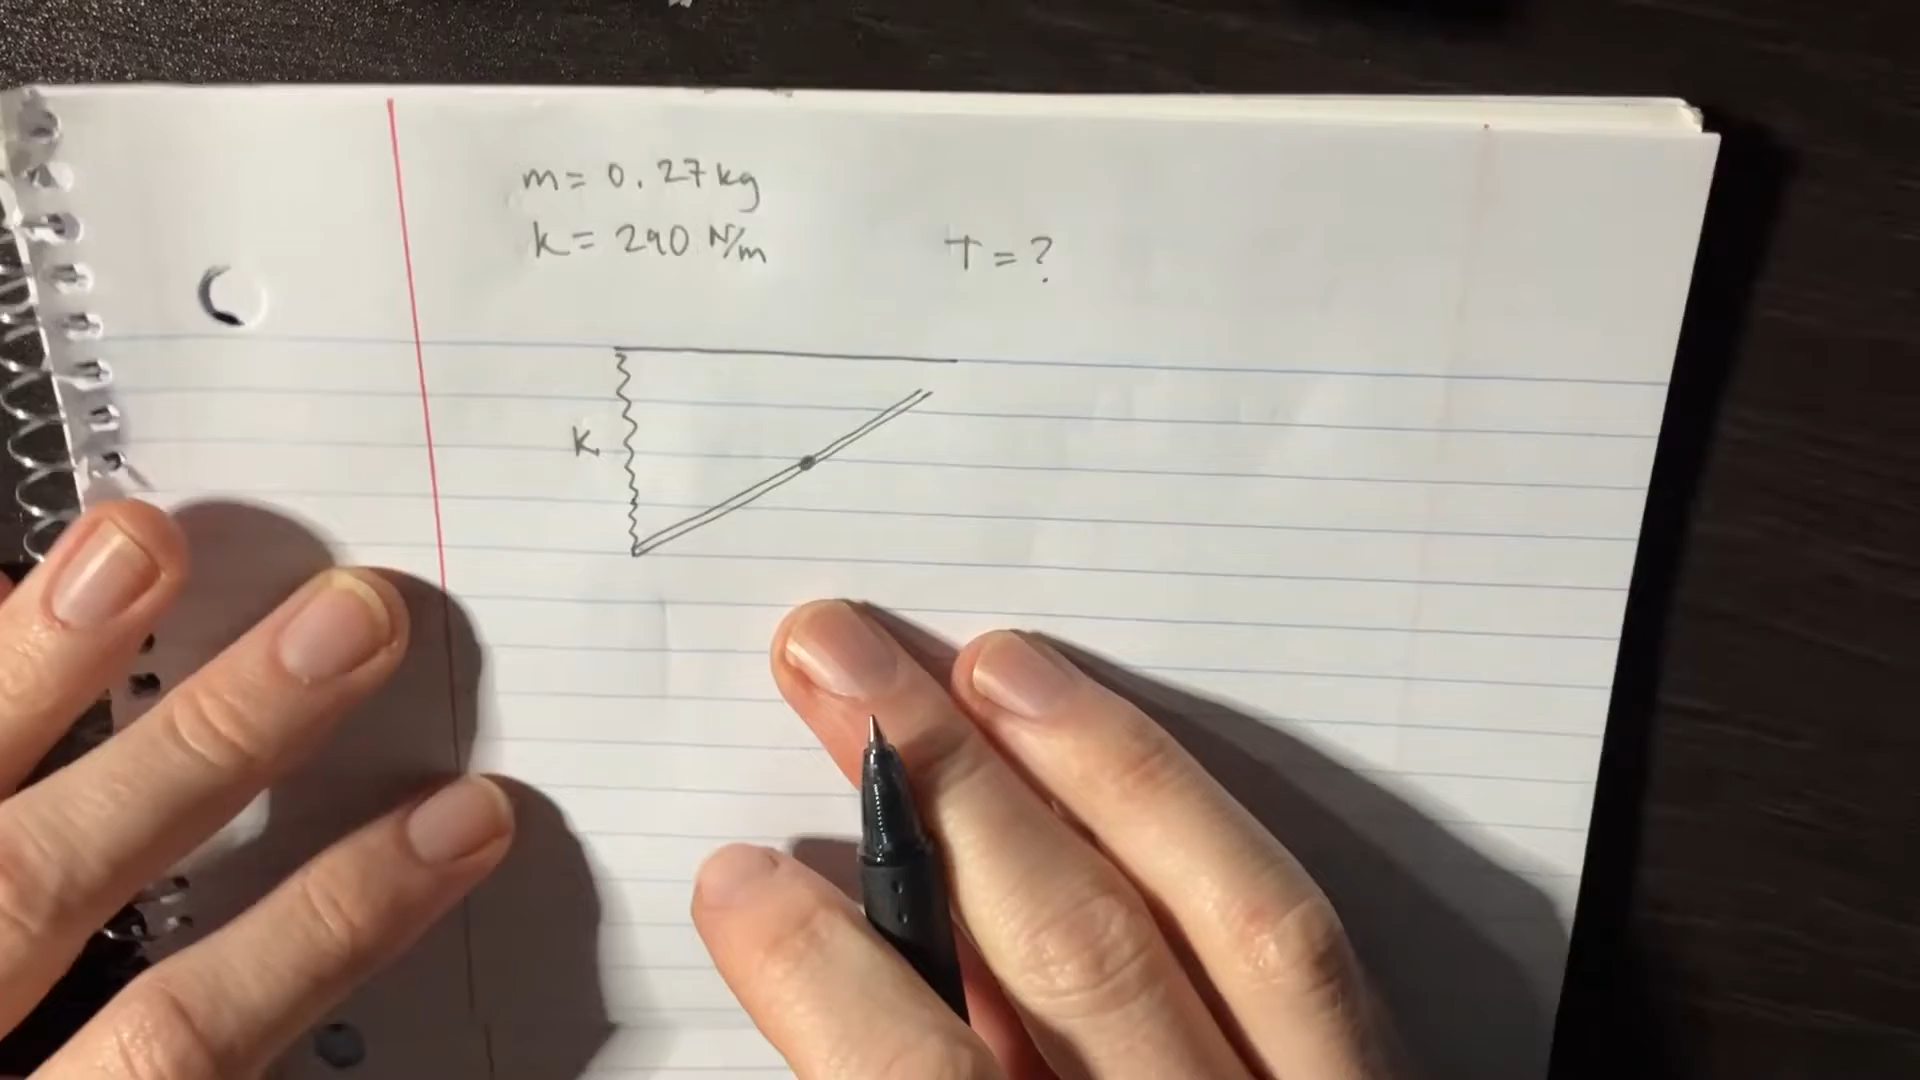 m = 0.27 kg
k = 290 N/m
T = ?
k